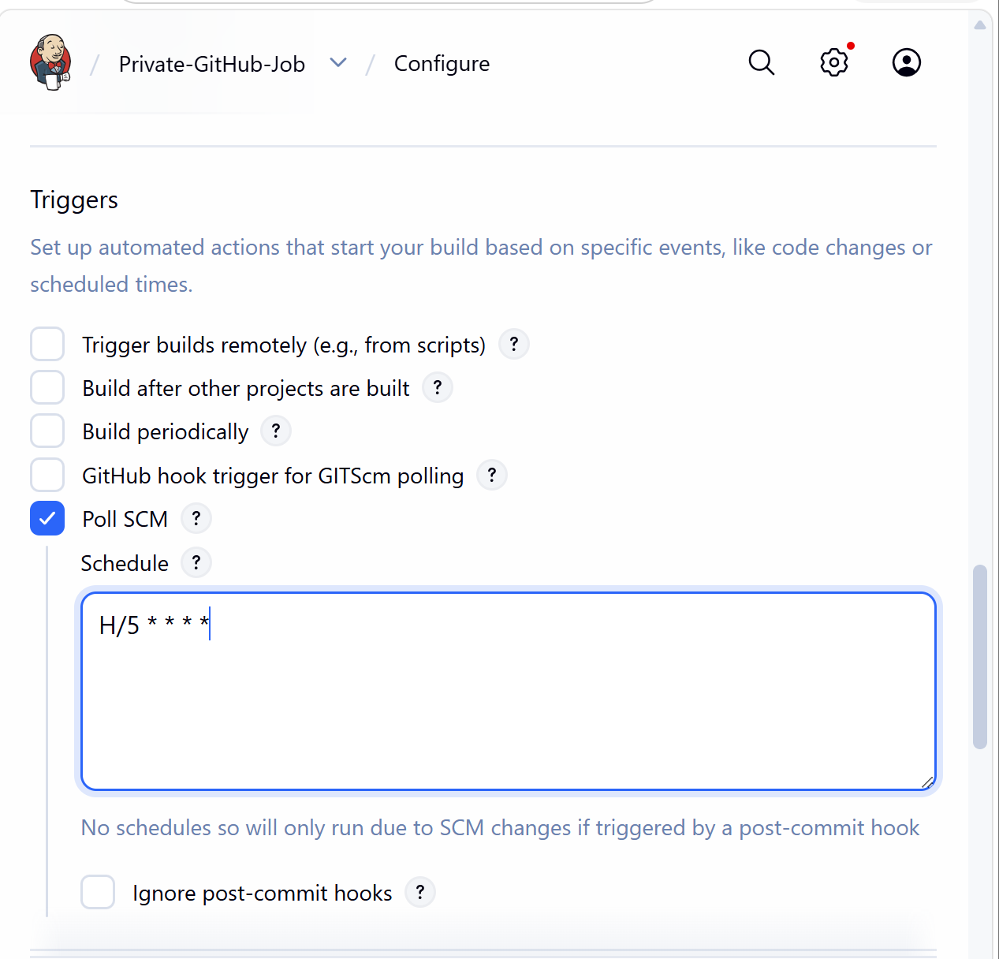 / Private-GitHub-Job / Configure
Triggers
Set up automated actions that start your build based on specific events, like code changes or
scheduled times.
Trigger builds remotely (e.g., from scripts) ?
Build after other projects are built ?
Build periodically ?
GitHub hook trigger for GITScm polling ?
Poll SCM ?
Schedule ?
H/5 * * * *
No schedules so will only run due to SCM changes if triggered by a post-commit hook
Ignore post-commit hooks ?